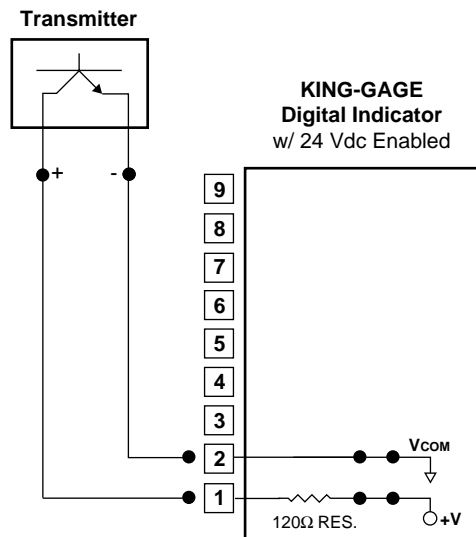 Transmitter
KING-GAGE
Digital Indicator
w/ 24 Vdc Enabled
+
-
9
8
7
6
5
4
3
2
VCOM
1
120Ω RES.
+V